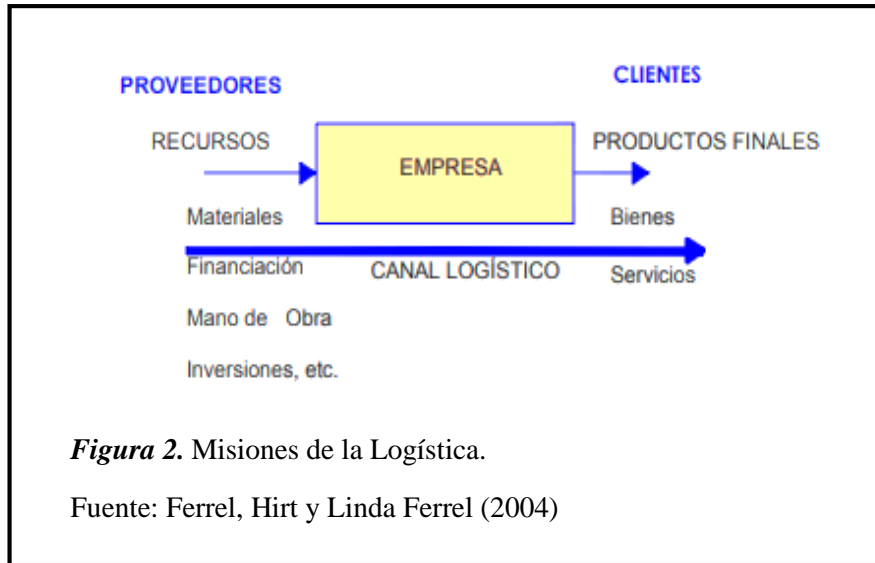 PROVEEDORES
CLIENTES
RECURSOS
PRODUCTOS FINALES
EMPRESA
Materiales
Bienes
Financiación
CANAL LOGÍSTICO
Servicios
Mano de Obra
Inversiones, etc.
Figura 2. Misiones de la Logística.
Fuente: Ferrel, Hirt y Linda Ferrel (2004)